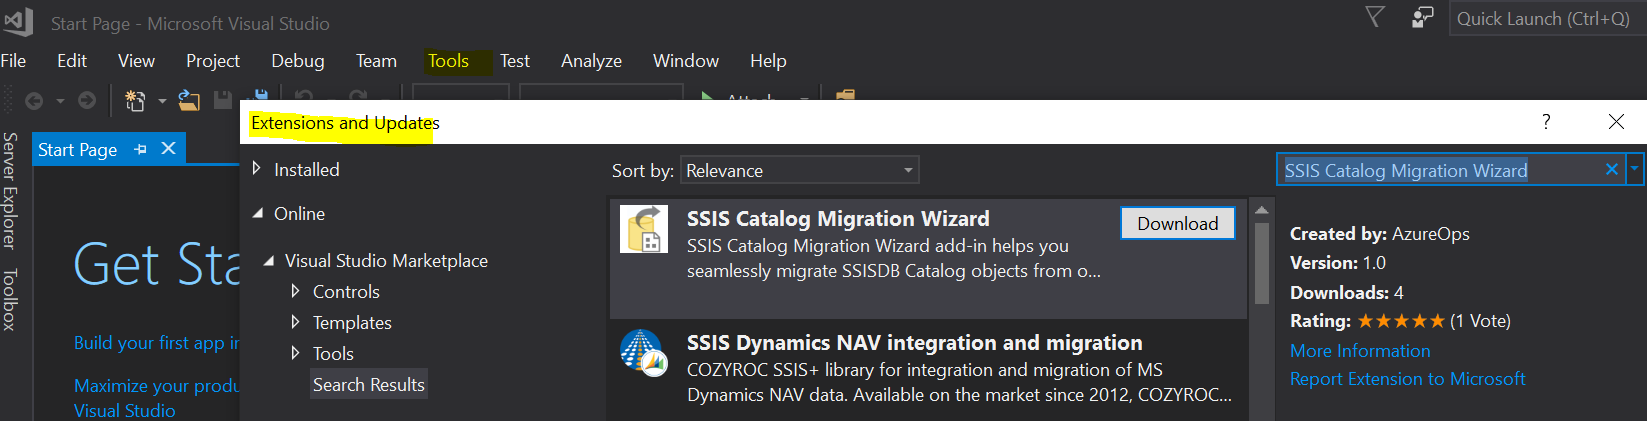 Start Page - Microsoft Visual Studio
Quick Launch (Ctrl+Q)
File Edit View Project Debug Team Tools Test Analyze Window Help
Extensions and Updates ?
Server Explorer
Toolbox
Start Page
Get Sta
Build your first app in
Maximize your produ
Visual Studio
Installed
Online
Visual Studio Marketplace
Controls
Templates
Tools
Search Results
Sort by: Relevance
SSIS Catalog Migration Wizard
Download
SSIS Catalog Migration Wizard add-in helps you
seamlessly migrate SSISDB Catalog objects from o...
SSIS Dynamics NAV integration and migration
COZYROC SSIS+ library for integration and migration of MS
Dynamics NAV data. Available on the market since 2012, COZYROC...
SSIS Catalog Migration Wizard
Created by: AzureOps
Version: 1.0
Downloads: 4
Rating: ★★★★★ (1 Vote)
More Information
Report Extension to Microsoft